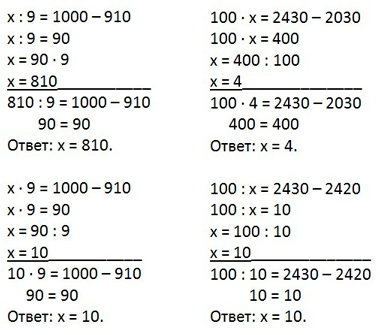 x : 9 = 1000 – 910
x : 9 = 90
x = 90 · 9
x = 810
810 : 9 = 1000 – 910
90 = 90
Ответ: x = 810.
100 · x = 2430 – 2030
100 · x = 400
x = 400 : 100
x = 4
100 · 4 = 2430 – 2030
400 = 400
Ответ: x = 4.
x · 9 = 1000 – 910
x · 9 = 90
x = 90 : 9
x = 10
10 · 9 = 1000 – 910
90 = 90
Ответ: x = 10.
100 : x = 2430 – 2420
100 : x = 10
x = 100 : 10
x = 10
100 : 10 = 2430 – 2420
10 = 10
Ответ: x = 10.